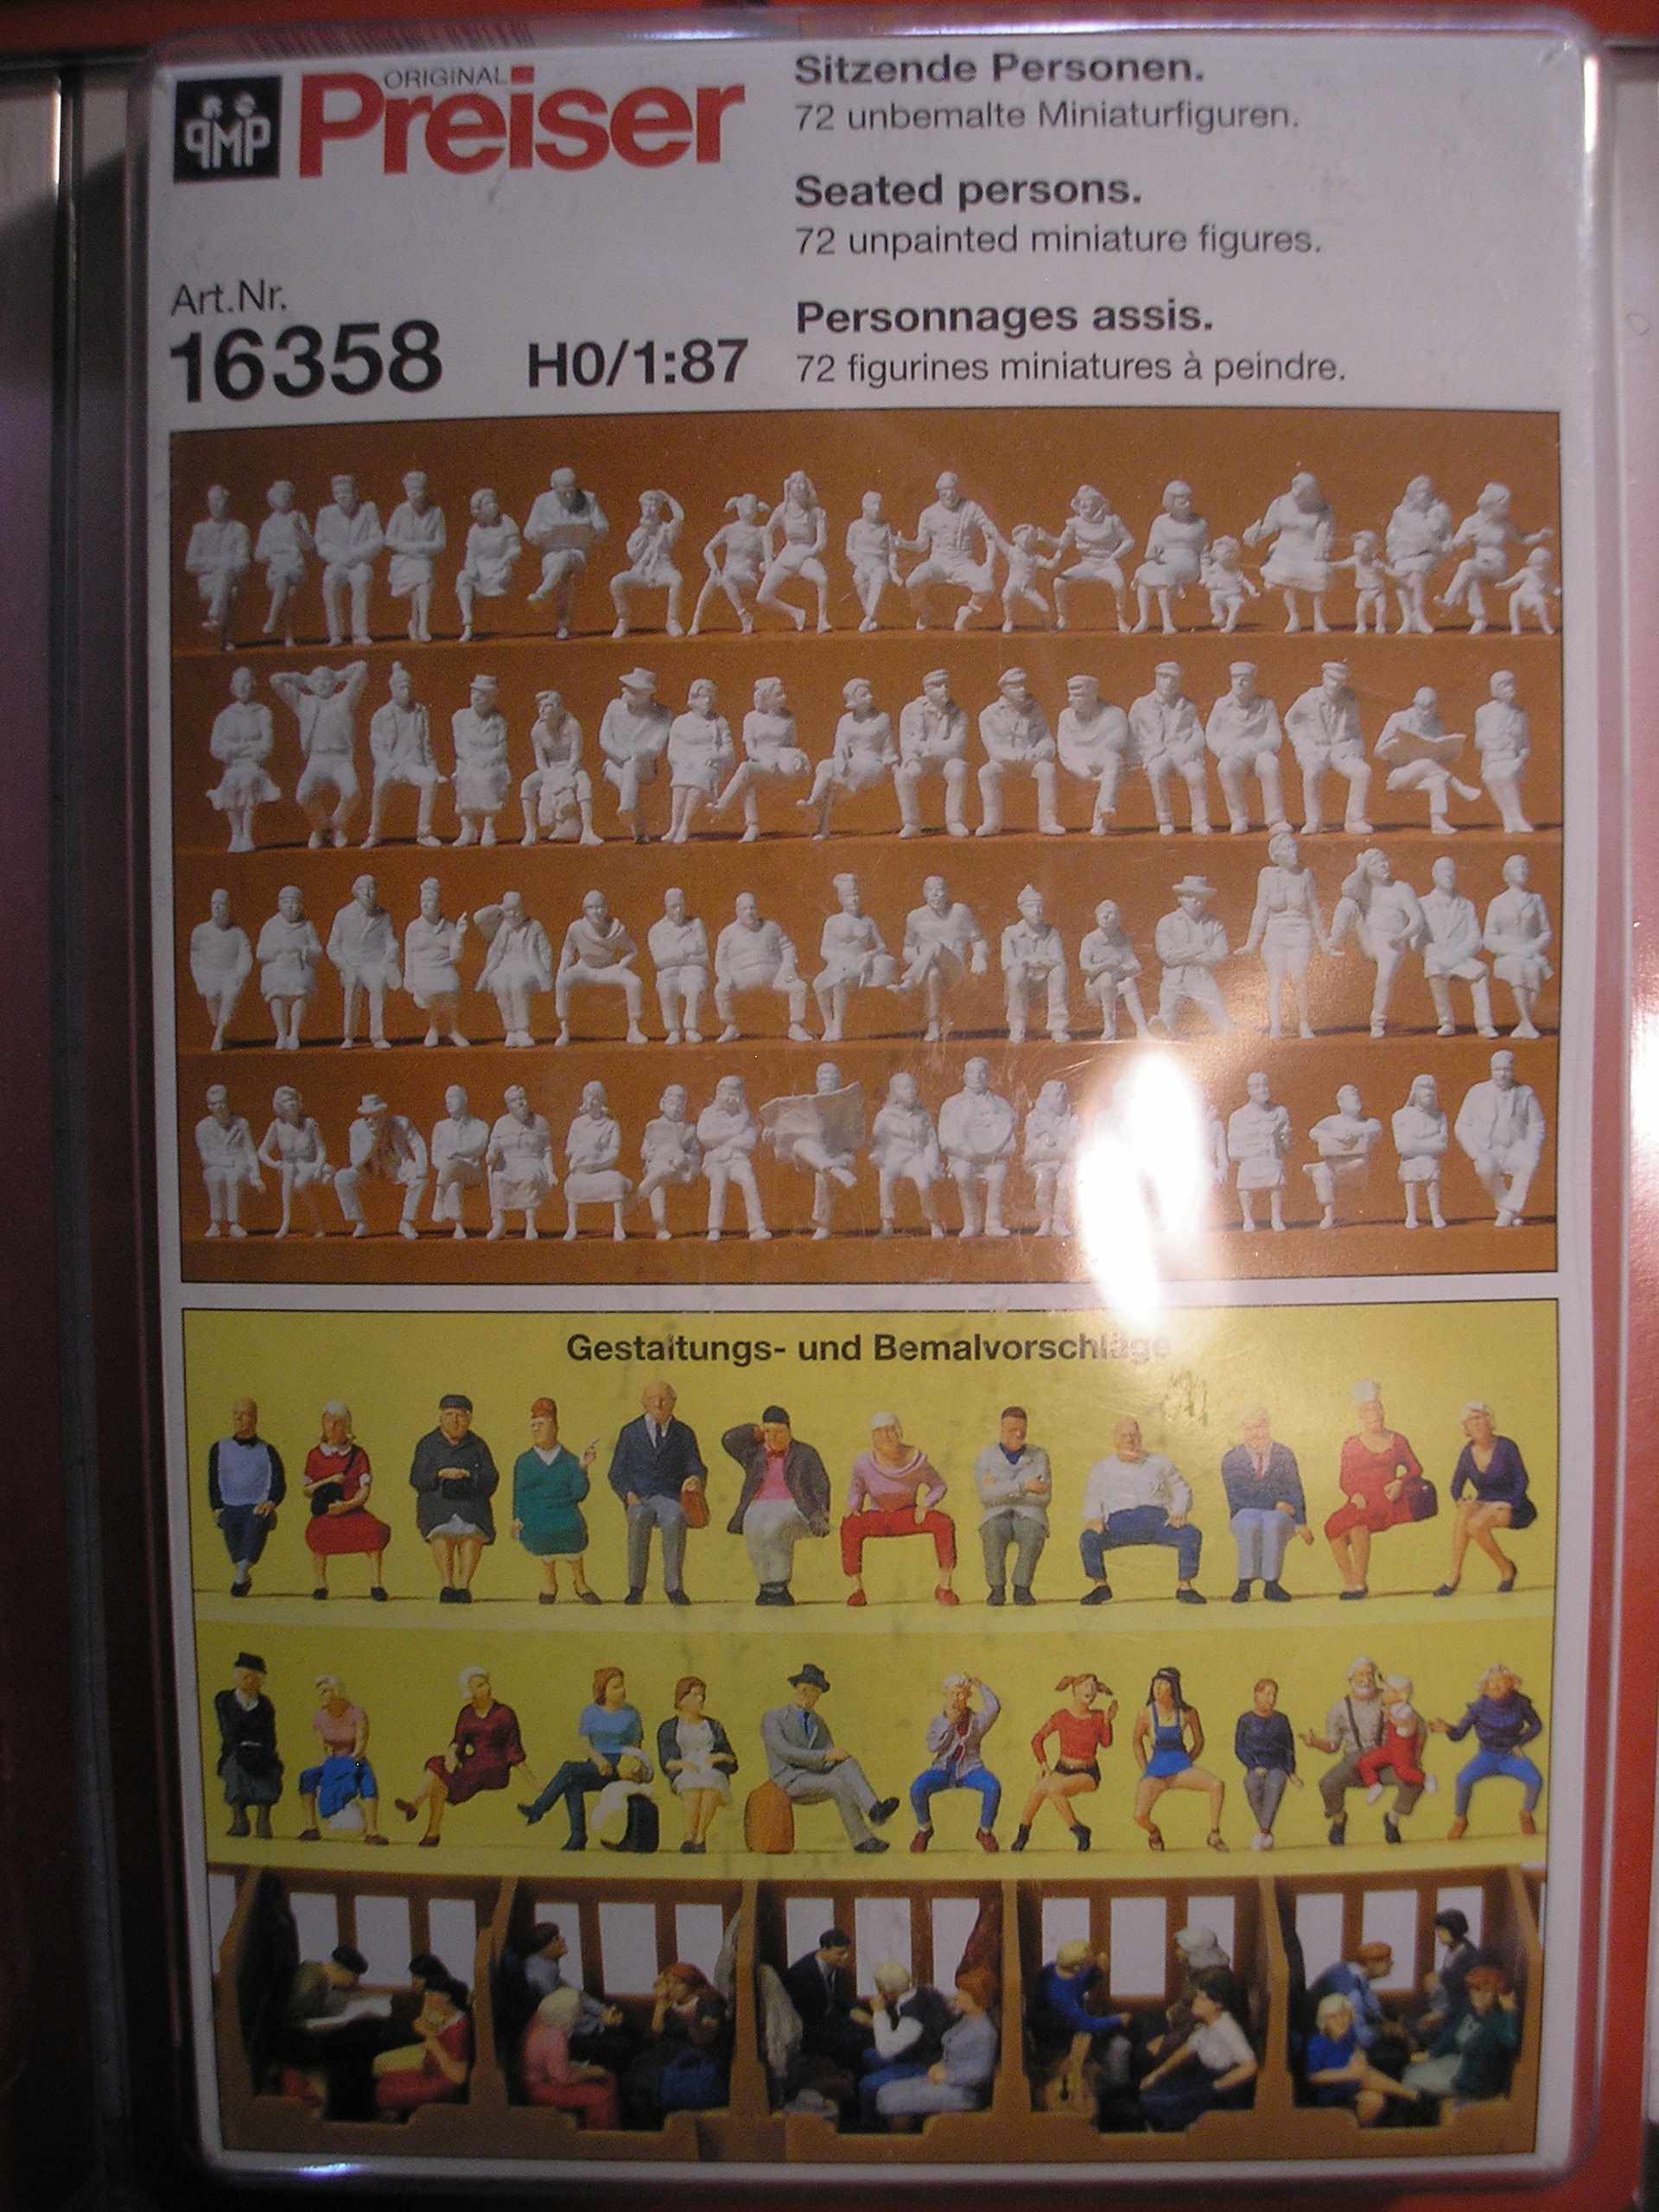 PMP
ORIGINAL
Preiser
Art.Nr.
16358 H0/1:87
Sitzende Personen.
72 unbemalte Miniaturfiguren.
Seated persons.
72 unpainted miniature figures.
Personnages assis.
72 figurines miniatures à peindre.
Gestaltungs- und Bemalvorschläge